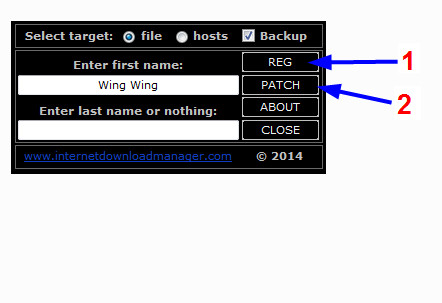 Select target: file hosts Backup
Enter first name: REG 1
Wing Wing PATCH
Enter last name or nothing: ABOUT 2
CLOSE
www.internetdownloadmanager.com © 2014